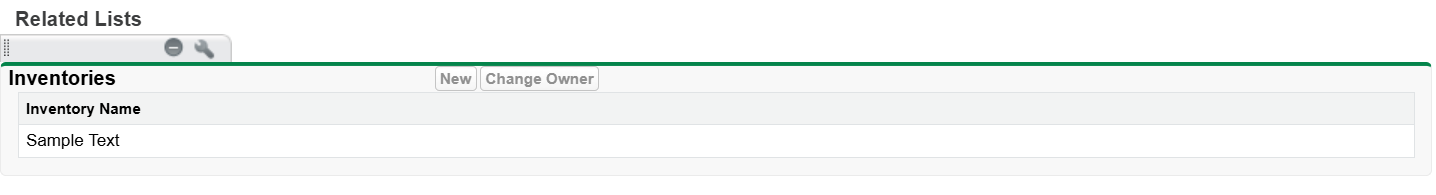 Related Lists
Inventories New Change Owner
Inventory Name
Sample Text